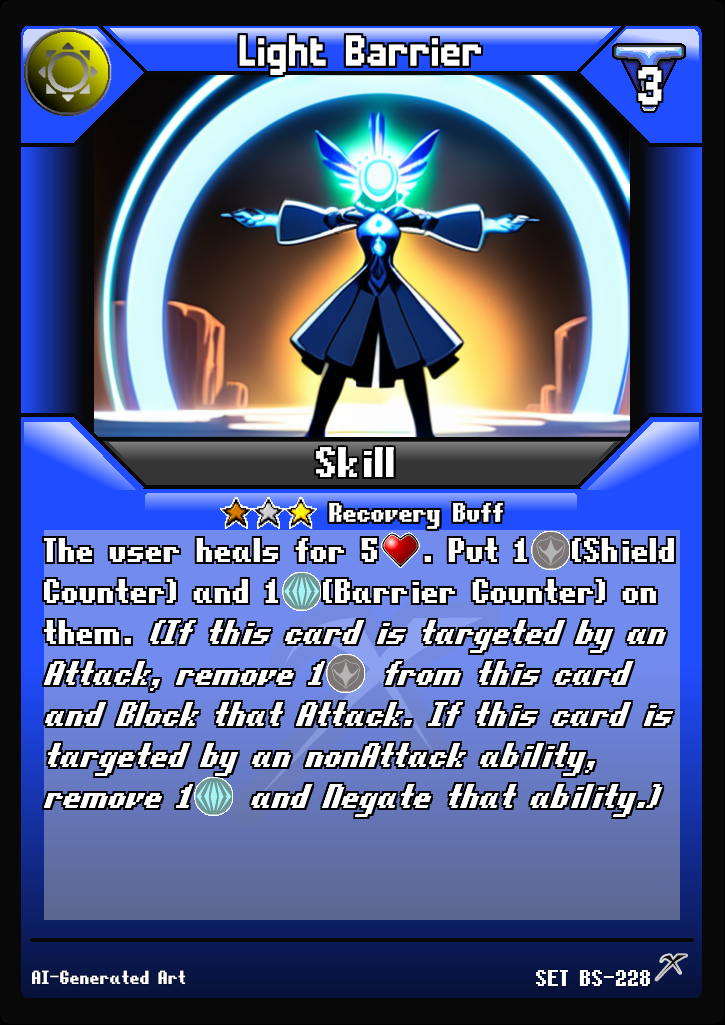 Light Barrier
3
Skill
Recovery Buff
The user heals for 5. Put 1(Shield
Counter) and 1(Barrier Counter) on
them. (If this card is targeted by an
Attack, remove 1 from this card
and Block that Attack. If this card is
targeted by an nonAttack ability,
remove 1 and Negate that ability.)
AI-Generated Art
SET BS-228